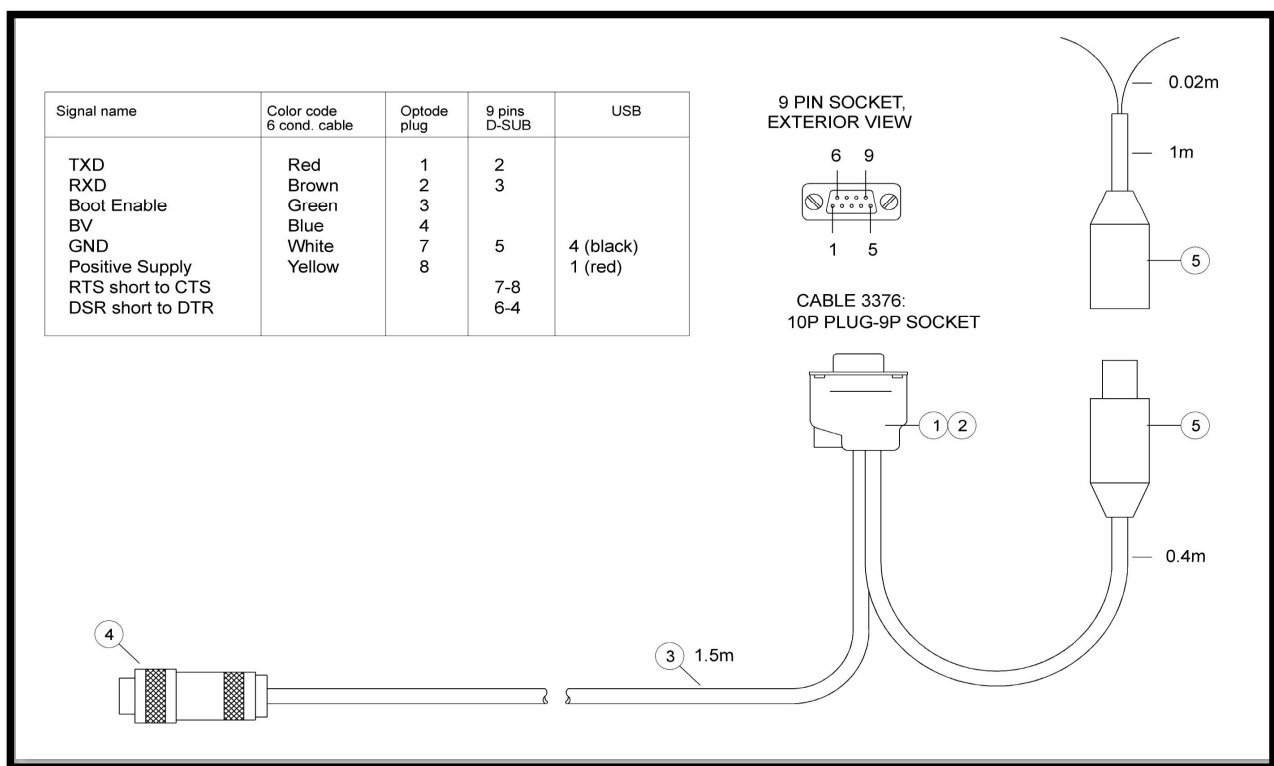 Signal name Color code 6 cond. cable Optode plug 9 pins D-SUB USB
TXD Red 1 2
RXD Brown 2 3
Boot Enable Green 3
BV Blue 4
GND White 7 5 4 (black)
Positive Supply Yellow 8 1 (red)
RTS short to CTS 7-8
DSR short to DTR 6-4
9 PIN SOCKET,
EXTERIOR VIEW
6 9
1 5
CABLE 3376:
10P PLUG-9P SOCKET
0.02m
1m
5
1 2
5
0.4m
4
3 1.5m